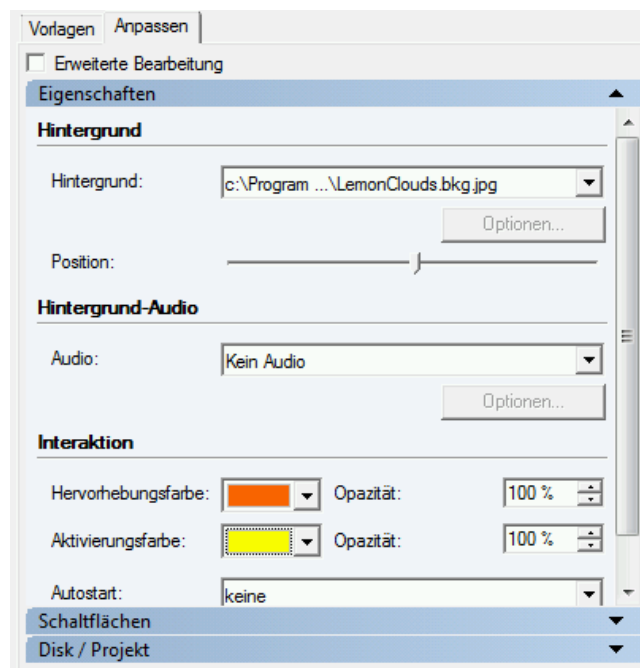 Vorlagen Anpassen
Erweiterte Bearbeitung
Eigenschaften
Hintergrund
Hintergrund: c:\Program ...\LemonClouds.bkg.jpg
Optionen...
Position:
Hintergrund-Audio
Audio: Kein Audio
Optionen...
Interaktion
Hervorhebungsfarbe: Opazität: 100 %
Aktivierungsfarbe: Opazität: 100 %
Autostart: keine
Schaltflächen
Disk / Projekt